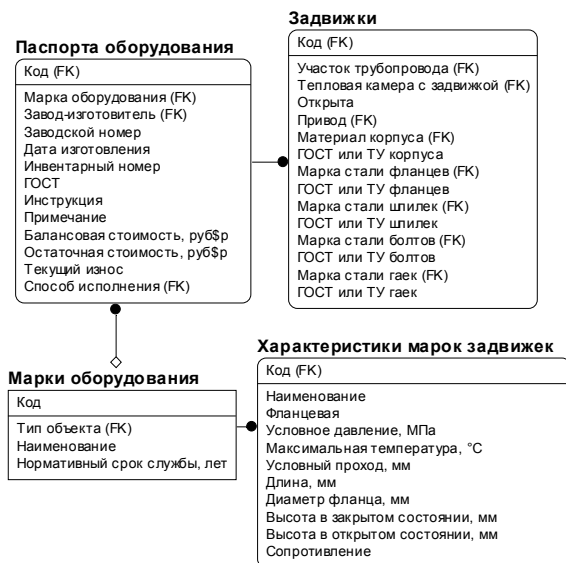 Паспорта оборудования
Код (FK)
Марка оборудования (FK)
Завод-изготовитель (FK)
Заводской номер
Дата изготовления
Инвентарный номер
ГОСТ
Инструкция
Примечание
Балансовая стоимость, руб$р
Остаточная стоимость, руб$р
Текущий износ
Способ исполнения (FK)
Задвижки
Код (FK)
Участок трубопровода (FK)
Тепловая камера с задвижкой (FK)
Открыта
Привод (FK)
Материал корпуса (FK)
ГОСТ или ТУ корпуса
Марка стали фланцев (FK)
ГОСТ или ТУ фланцев
Марка стали шпилек (FK)
ГОСТ или ТУ шпилек
Марка стали болтов (FK)
ГОСТ или ТУ болтов
Марка стали гаек (FK)
ГОСТ или ТУ гаек
Марки оборудования
Код
Тип объекта (FK)
Наименование
Нормативный срок службы, лет
Характеристики марок задвижек
Код (FK)
Наименование
Фланцевая
Условное давление, МПа
Максимальная температура, °C
Условный проход, мм
Длина, мм
Диаметр фланца, мм
Высота в закрытом состоянии, мм
Высота в открытом состоянии, мм
Сопротивление